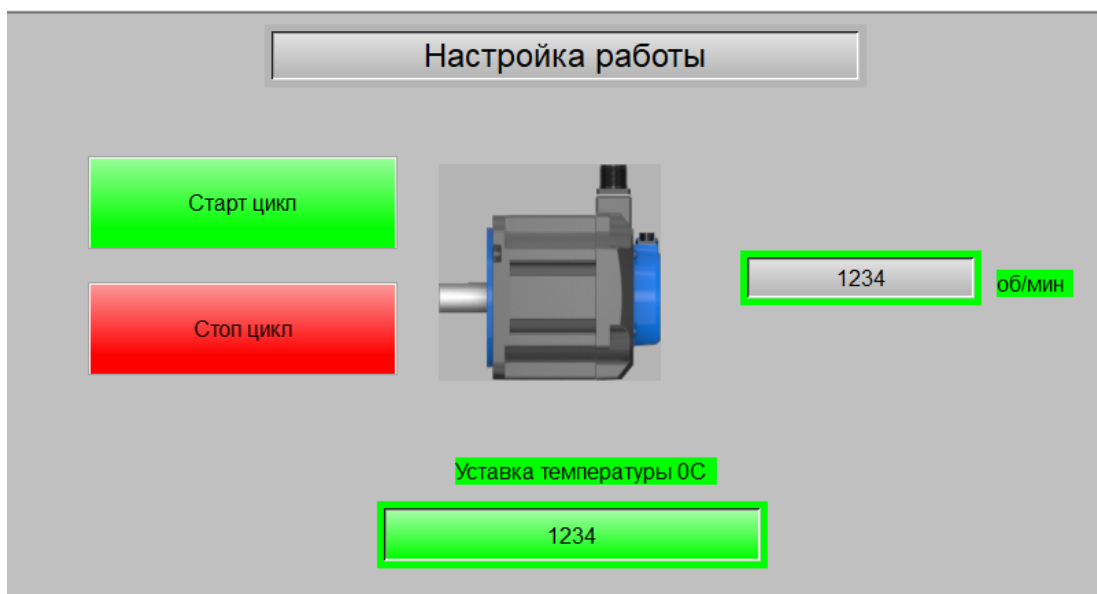 Настройка работы
Старт цикл
Стоп цикл
1234
об/мин
Уставка температуры 0С
1234